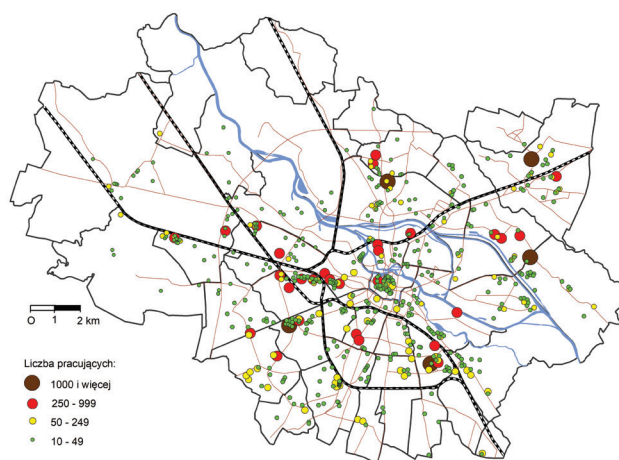 0 1 2 km
Liczba pracujących:
1000 i więcej
250 - 999
50 - 249
10 - 49